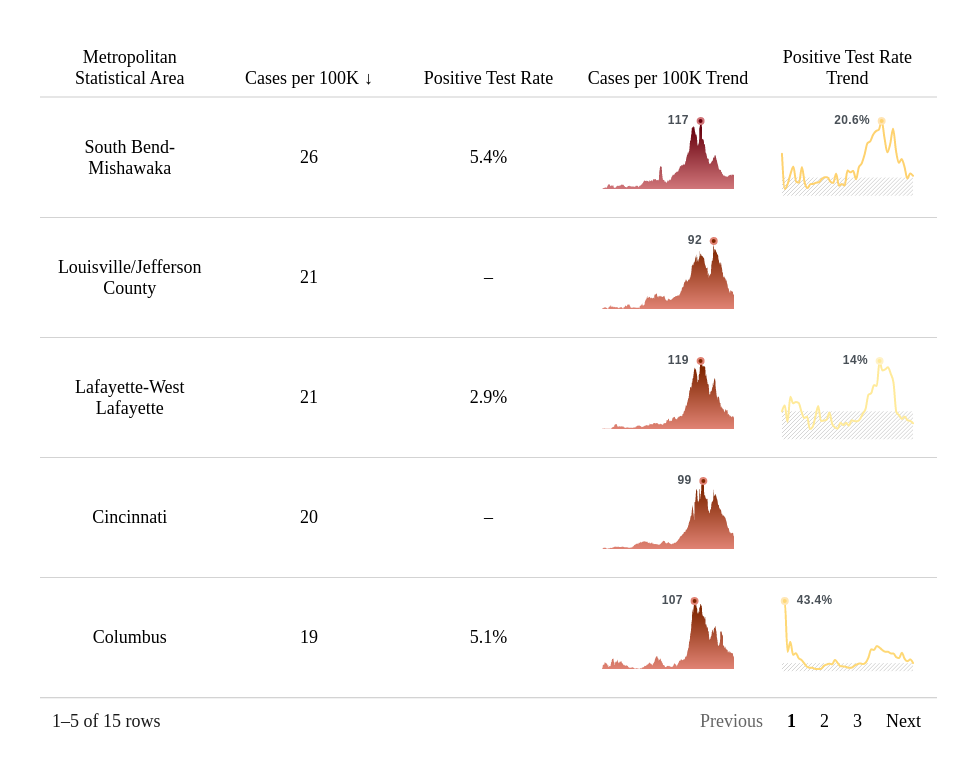 Metropolitan
Statistical Area
Cases per 100K ↓
Positive Test Rate
Cases per 100K Trend
Positive Test Rate
Trend
South Bend-
Mishawaka
26
5.4%
117
20.6%
Louisville/Jefferson
County
21
–
92
Lafayette-West
Lafayette
21
2.9%
119
14%
Cincinnati
20
–
99
Columbus
19
5.1%
107
43.4%
1–5 of 15 rows
Previous 1 2 3 Next